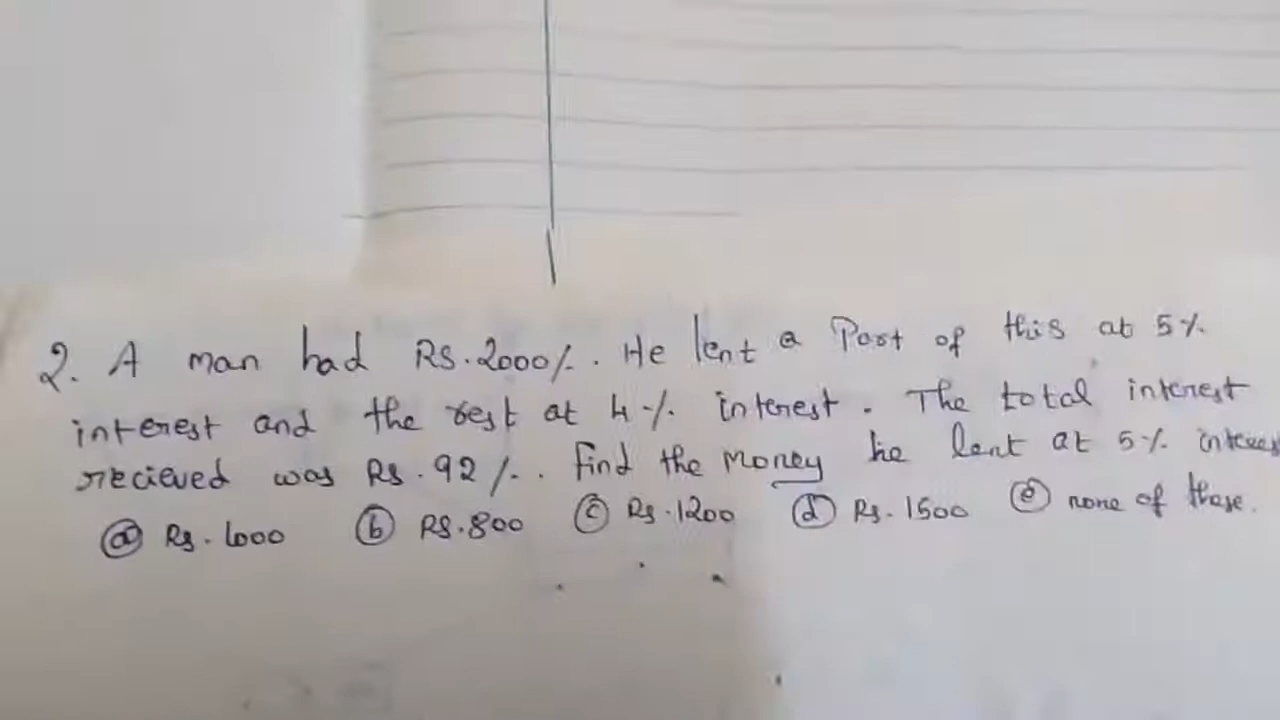 2. A man had Rs.2000/-. He lent a Part of this at 5%
interest and the rest at 4% interest. The total interest
recieved was Rs.92/-. find the Money he lent at 5%
(a) Rs.1000 (b) Rs.800 (c) Rs.1200 (d) Rs.1500 (e) none of these.